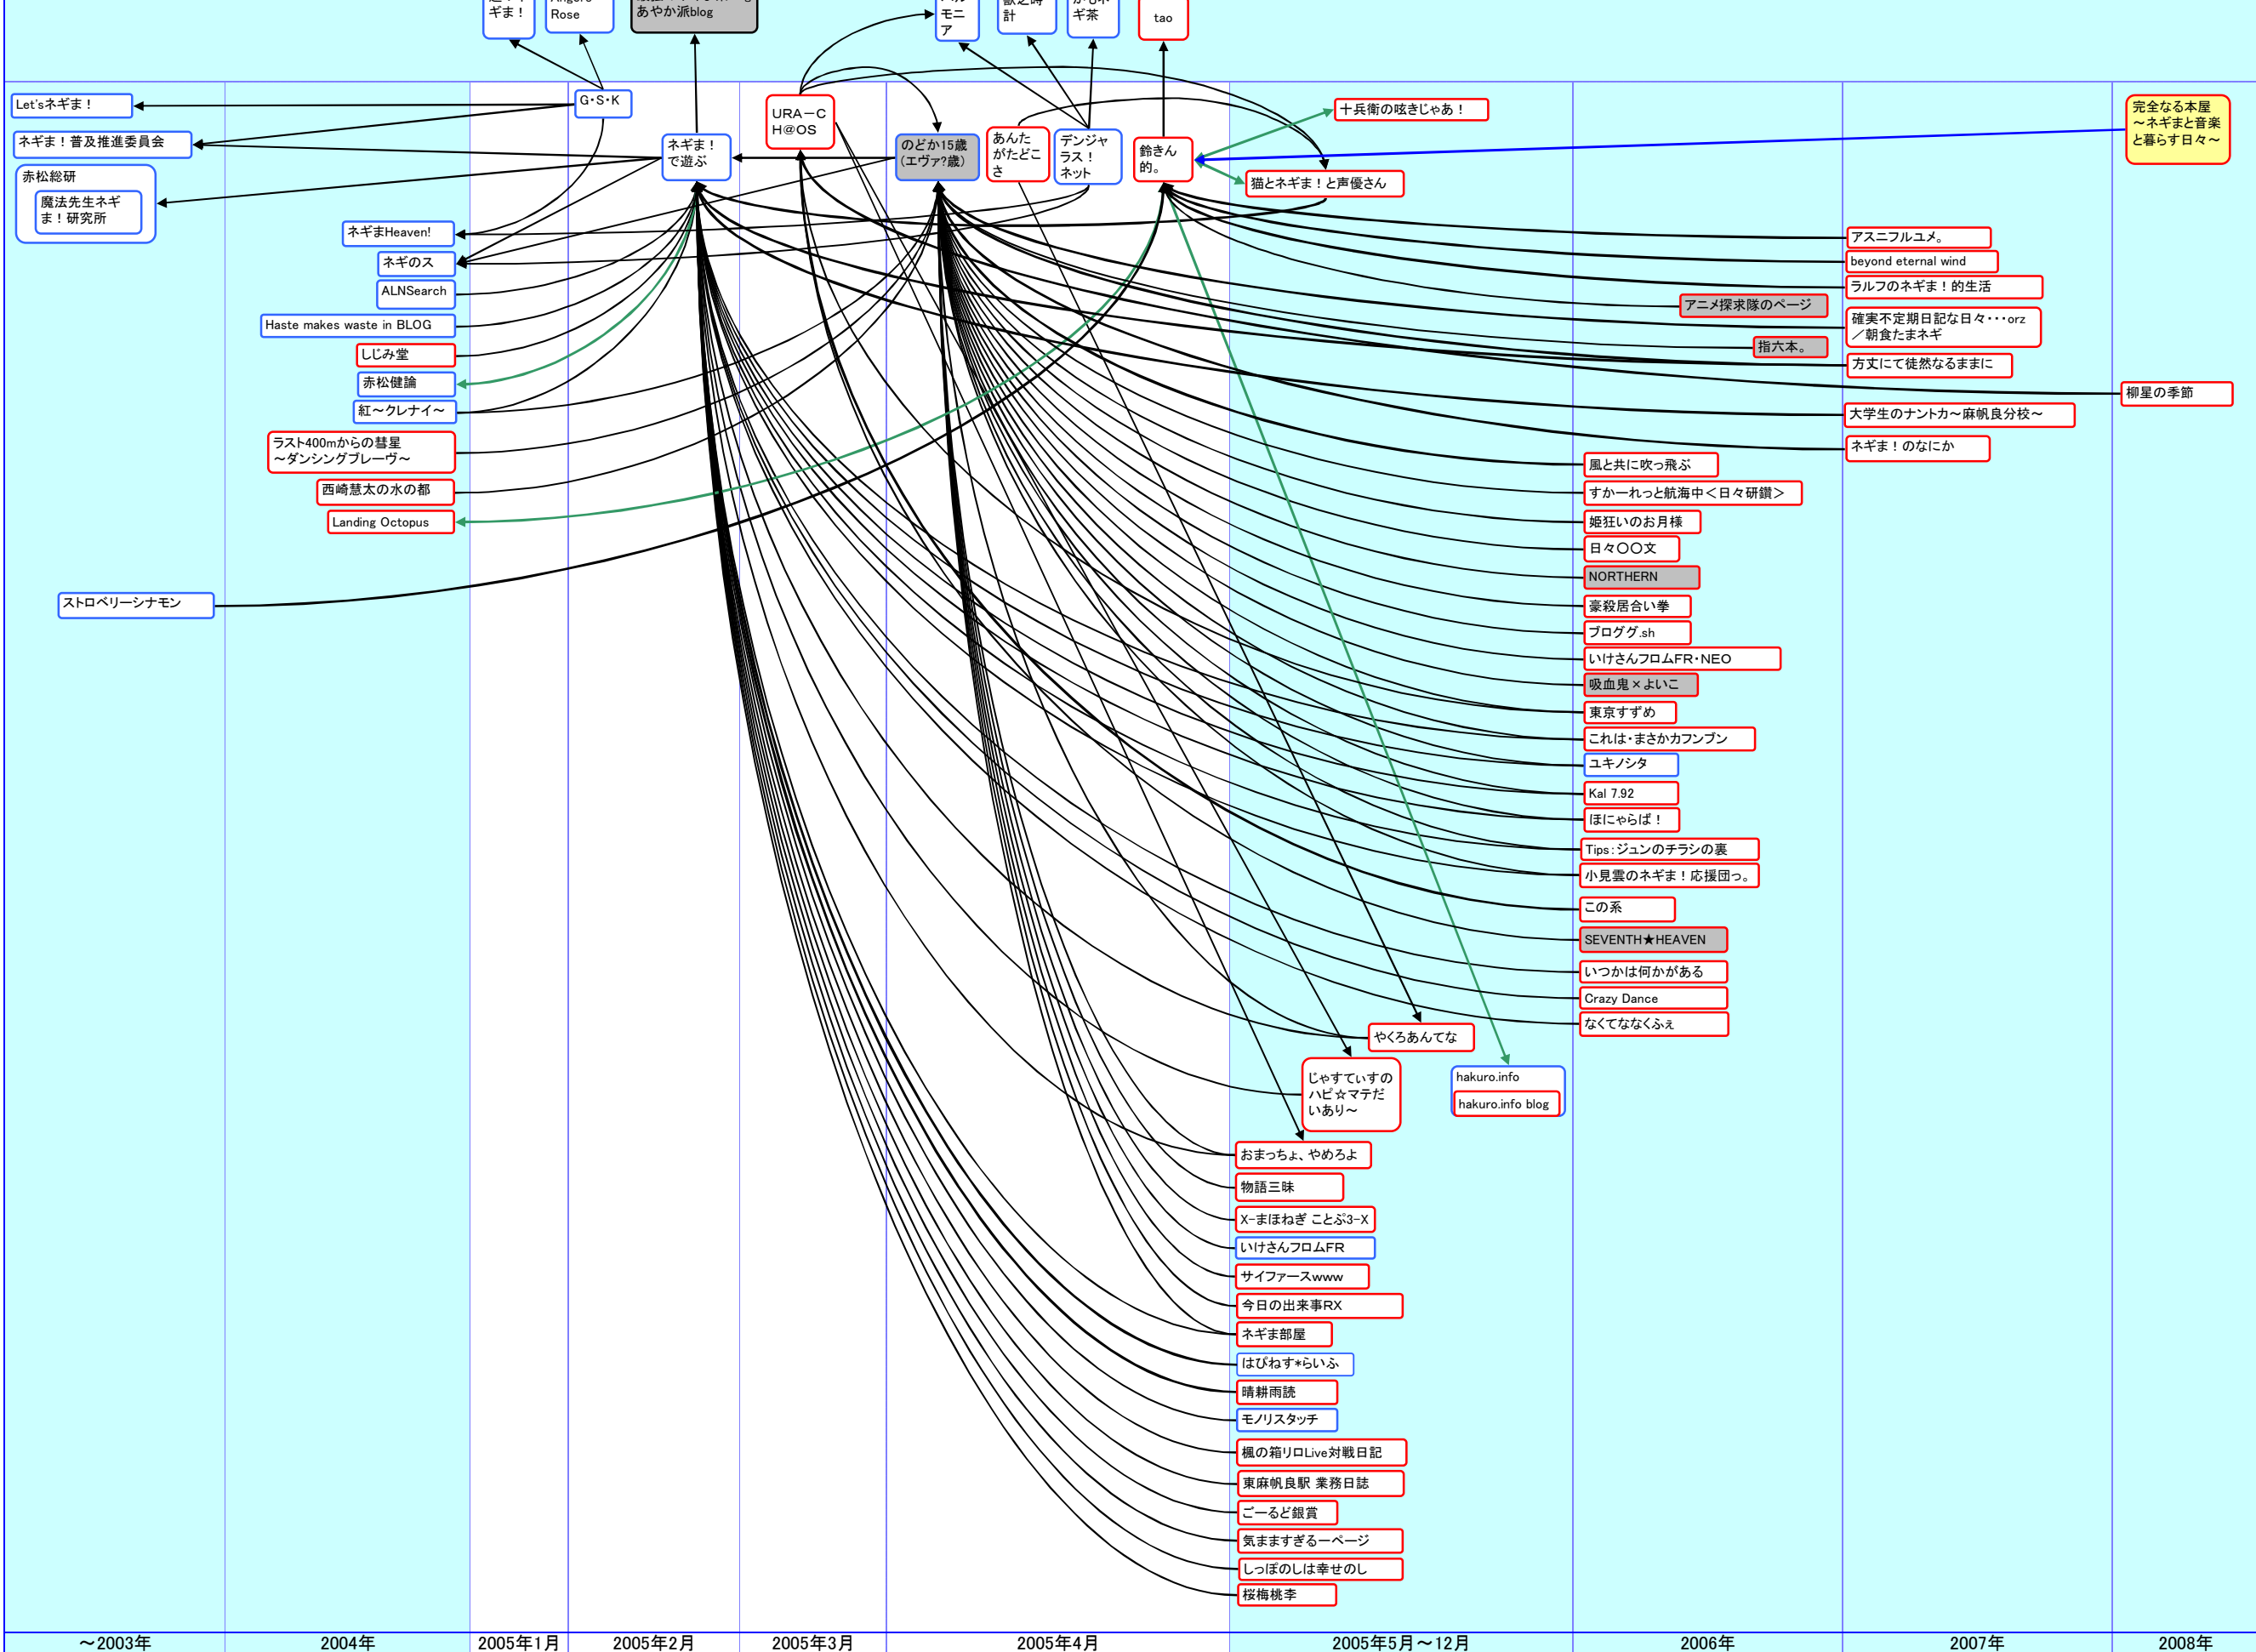 ギま！
Rose
あやか派blog
モニ
ア
計
ギ茶
tao
Let'sネギま！
G・S・K
URA－C
H@OS
十兵衛の呟きじゃあ！
完全なる本屋
～ネギまと音楽
と暮らす日々～
ネギま！普及推進委員会
ネギま！
で遊ぶ
のどか15歳
（エヴァ?歳）
あんた
がたどこ
さ
デンジャ
ラス！
ネット
鈴きん
的。
赤松総研
魔法先生ネギ
ま！研究所
猫とネギま！と声優さん
ネギまHeaven!
ネギのス
ALNSearch
Haste makes waste in BLOG
しじみ堂
赤松健論
紅～クレナイ～
ラスト400mからの彗星
～ダンシングブレーヴ～
西崎慧太の水の都
Landing Octopus
ストロベリーシナモン
アスニフルユメ。
beyond eternal wind
ラルフのネギま！的生活
アニメ探求隊のページ
確実不定期日記な日々・・・orz
／朝食たまネギ
指六本。
方丈にて徒然なるままに
柳星の季節
大学生のナントカ～麻帆良分校～
ネギま！のなにか
風と共に吹っ飛ぶ
すかーれっと航海中＜日々研鑚＞
姫狂いのお月様
日々〇〇文
NORTHERN
豪殺居合い拳
ブロググ.sh
いけさんフロムFR・NEO
吸血鬼×よいこ
東京すずめ
これは・まさかカフンブン
ユキノシタ
Kal 7.92
ほにゃらば！
Tips：ジュンのチラシの裏
小見雲のネギま！応援団っ。
この系
SEVENTH★HEAVEN
いつかは何かがある
Crazy Dance
なくてななくふぇ
やくろあんてな
じゃすてぃすの
ハピ☆マテだ
いあり～
hakuro.info
hakuro.info blog
おまっちょ、やめろよ
物語三昧
X-まほねぎ ことぷ3-X
いけさんフロムFR
サイファースwww
今日の出来事RX
ネギま部屋
はぴねす*らいふ
晴耕雨読
モノリスタッチ
楓の箱リロLive対戦日記
東麻帆良駅 業務日誌
ごーるど銀賞
気まますぎるーページ
しっぽのしは幸せのし
桜梅桃李
～2003年
2004年
2005年1月
2005年2月
2005年3月
2005年4月
2005年5月～12月
2006年
2007年
2008年